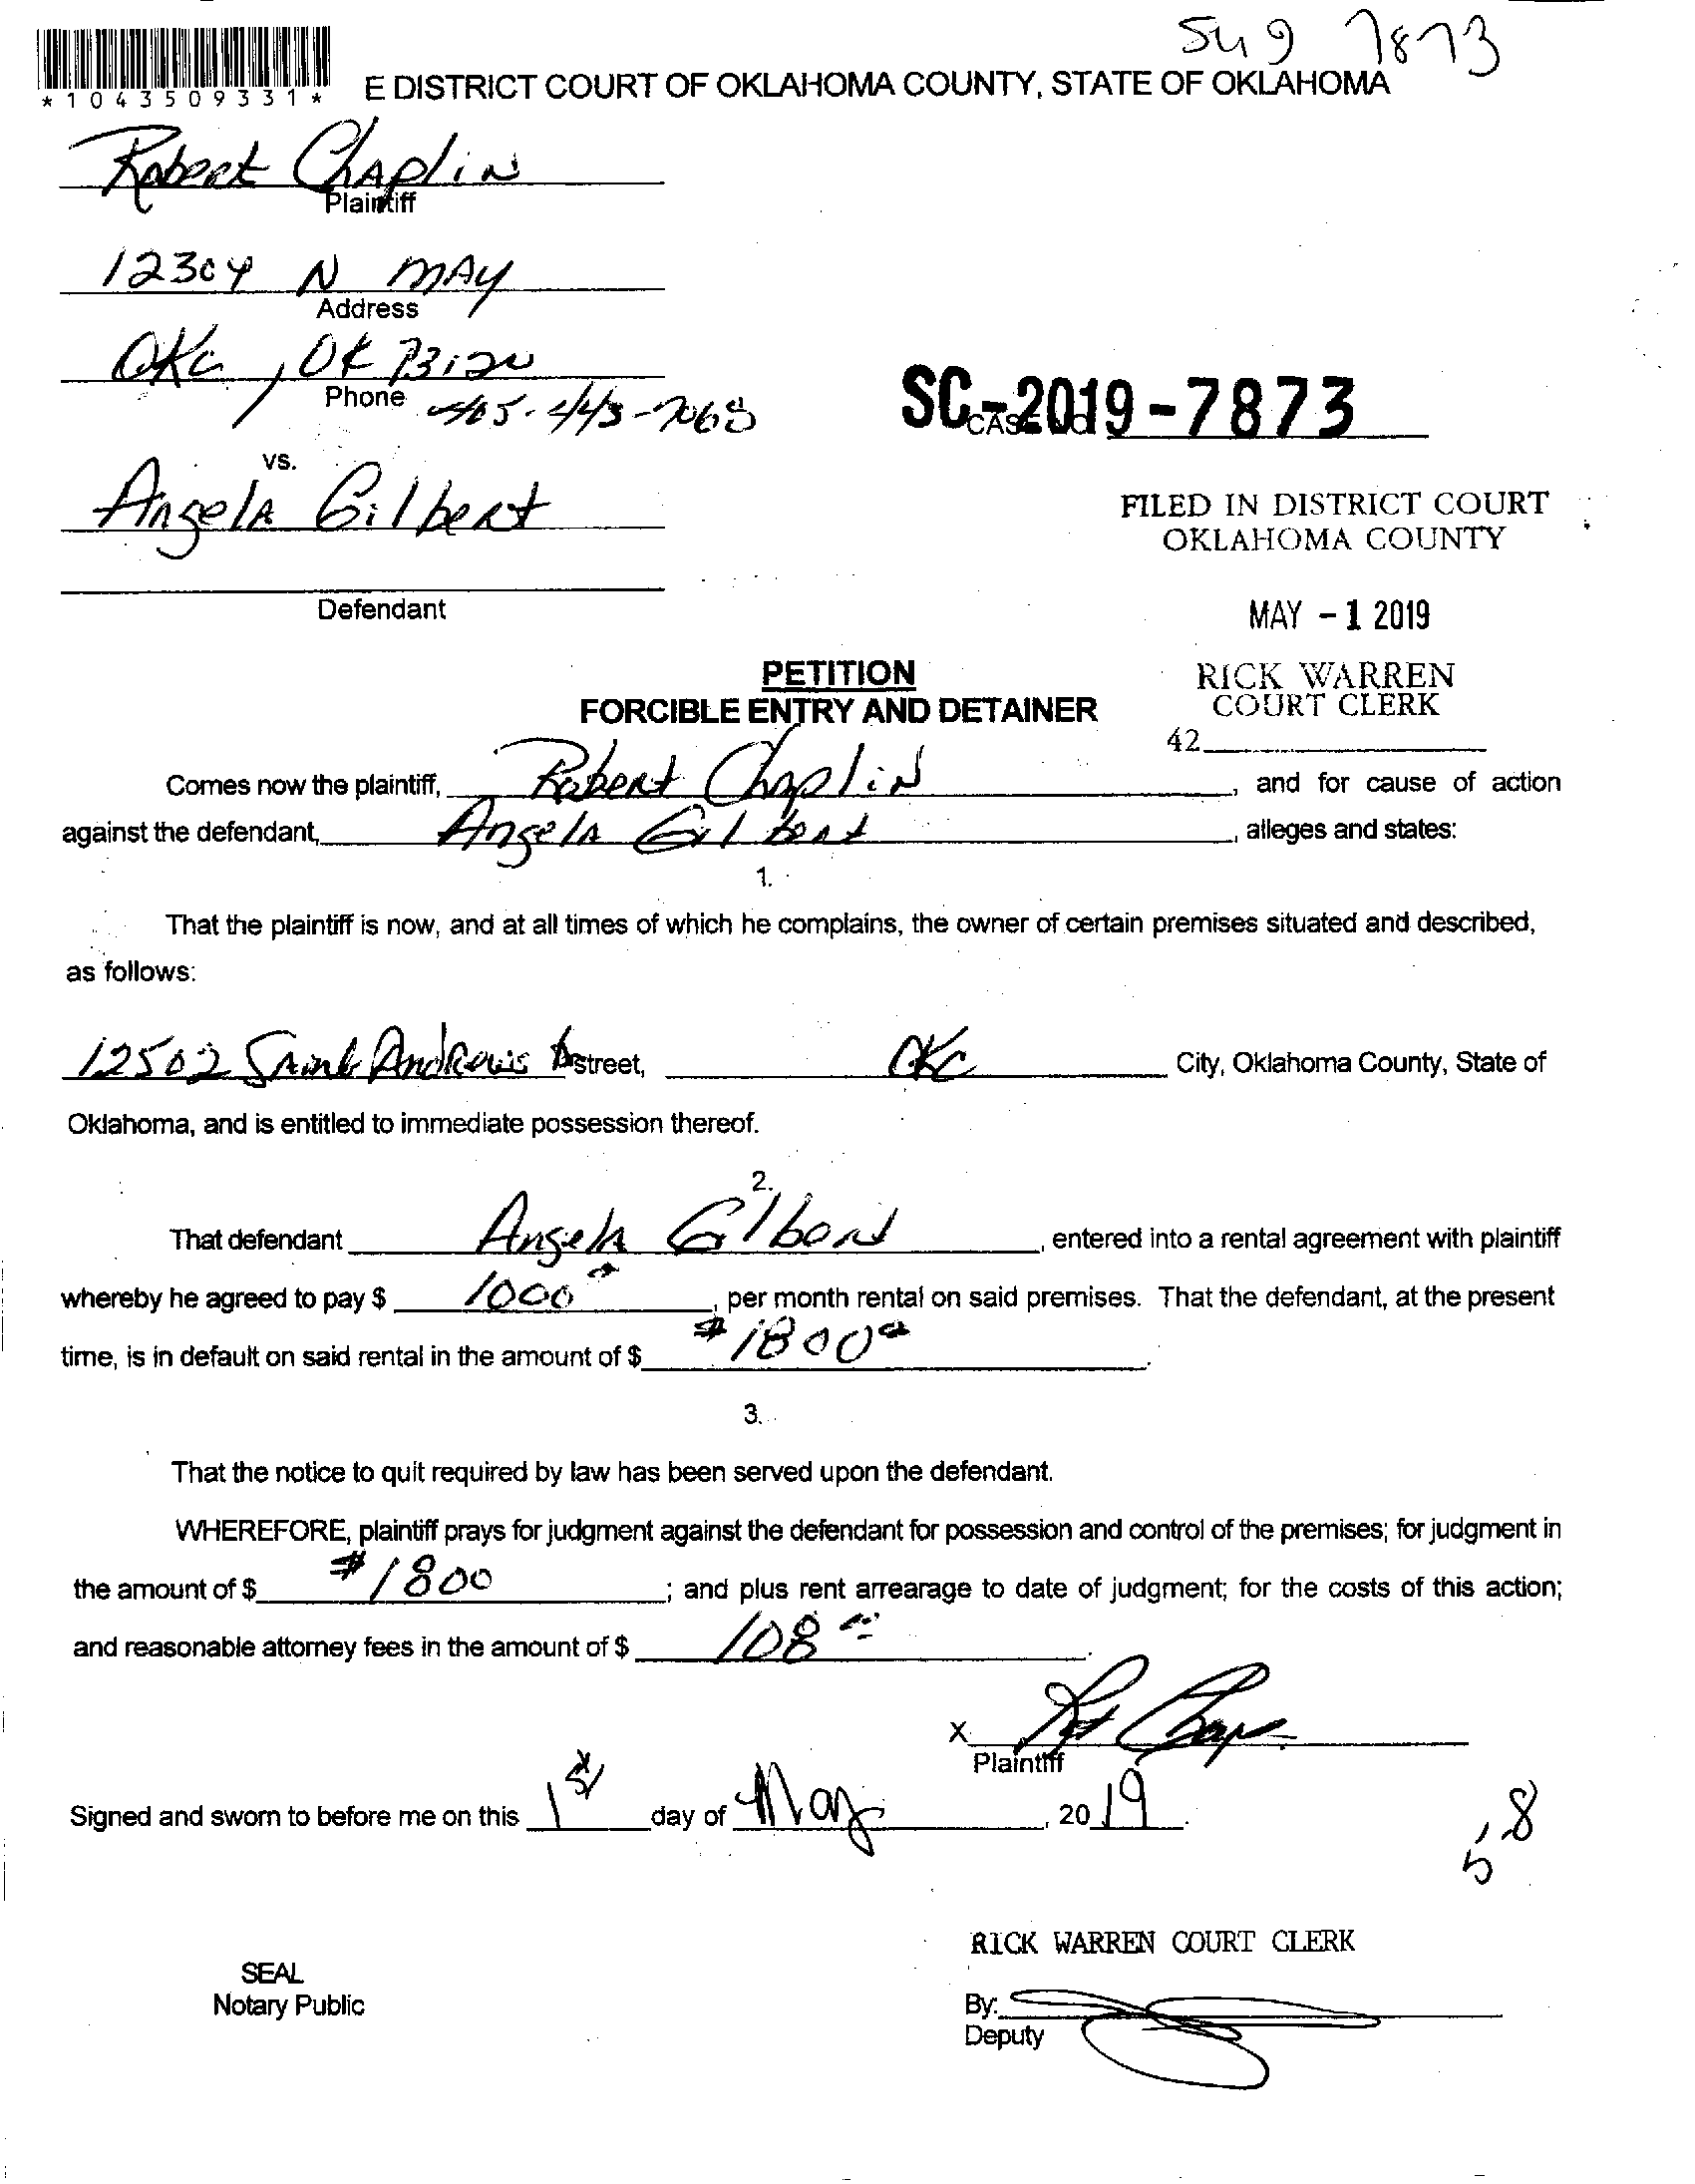 *1043509331*
E DISTRICT COURT OF OKLAHOMA COUNTY, STATE OF OKLAHOMA
7873
Robert Chaplin
Plaintiff
12304 N MAY
Address
OKC, OK 73120
Phone 405-443-7068
SC-2019-7873
vs.
Angela Gilbert
FILED IN DISTRICT COURT
OKLAHOMA COUNTY
Defendant
MAY -1 2019
PETITION
FORCIBLE ENTRY AND DETAINER
RICK WARREN
COURT CLERK
42
Comes now the plaintiff, Robert Chaplin, and for cause of action
against the defendant, Angela Gilbert, alleges and states:
1.
That the plaintiff is now, and at all times of which he complains, the owner of certain premises situated and described,
as follows:
12502 Saint Andrews Dr street, OKC City, Oklahoma County, State of
Oklahoma, and is entitled to immediate possession thereof.
2.
That defendant Angela Gilbert, entered into a rental agreement with plaintiff
whereby he agreed to pay $ 1000, per month rental on said premises. That the defendant, at the present
time, is in default on said rental in the amount of $ $1800.
3.
That the notice to quit required by law has been served upon the defendant.
WHEREFORE, plaintiff prays for judgment against the defendant for possession and control of the premises; for judgment in
the amount of $ $1800; and plus rent arrearage to date of judgment; for the costs of this action;
and reasonable attorney fees in the amount of $ 108.
X
Plaintiff
Signed and sworn to before me on this 1st day of May, 2019.
58
RICK WARREN COURT CLERK
SEAL
Notary Public
By:
Deputy